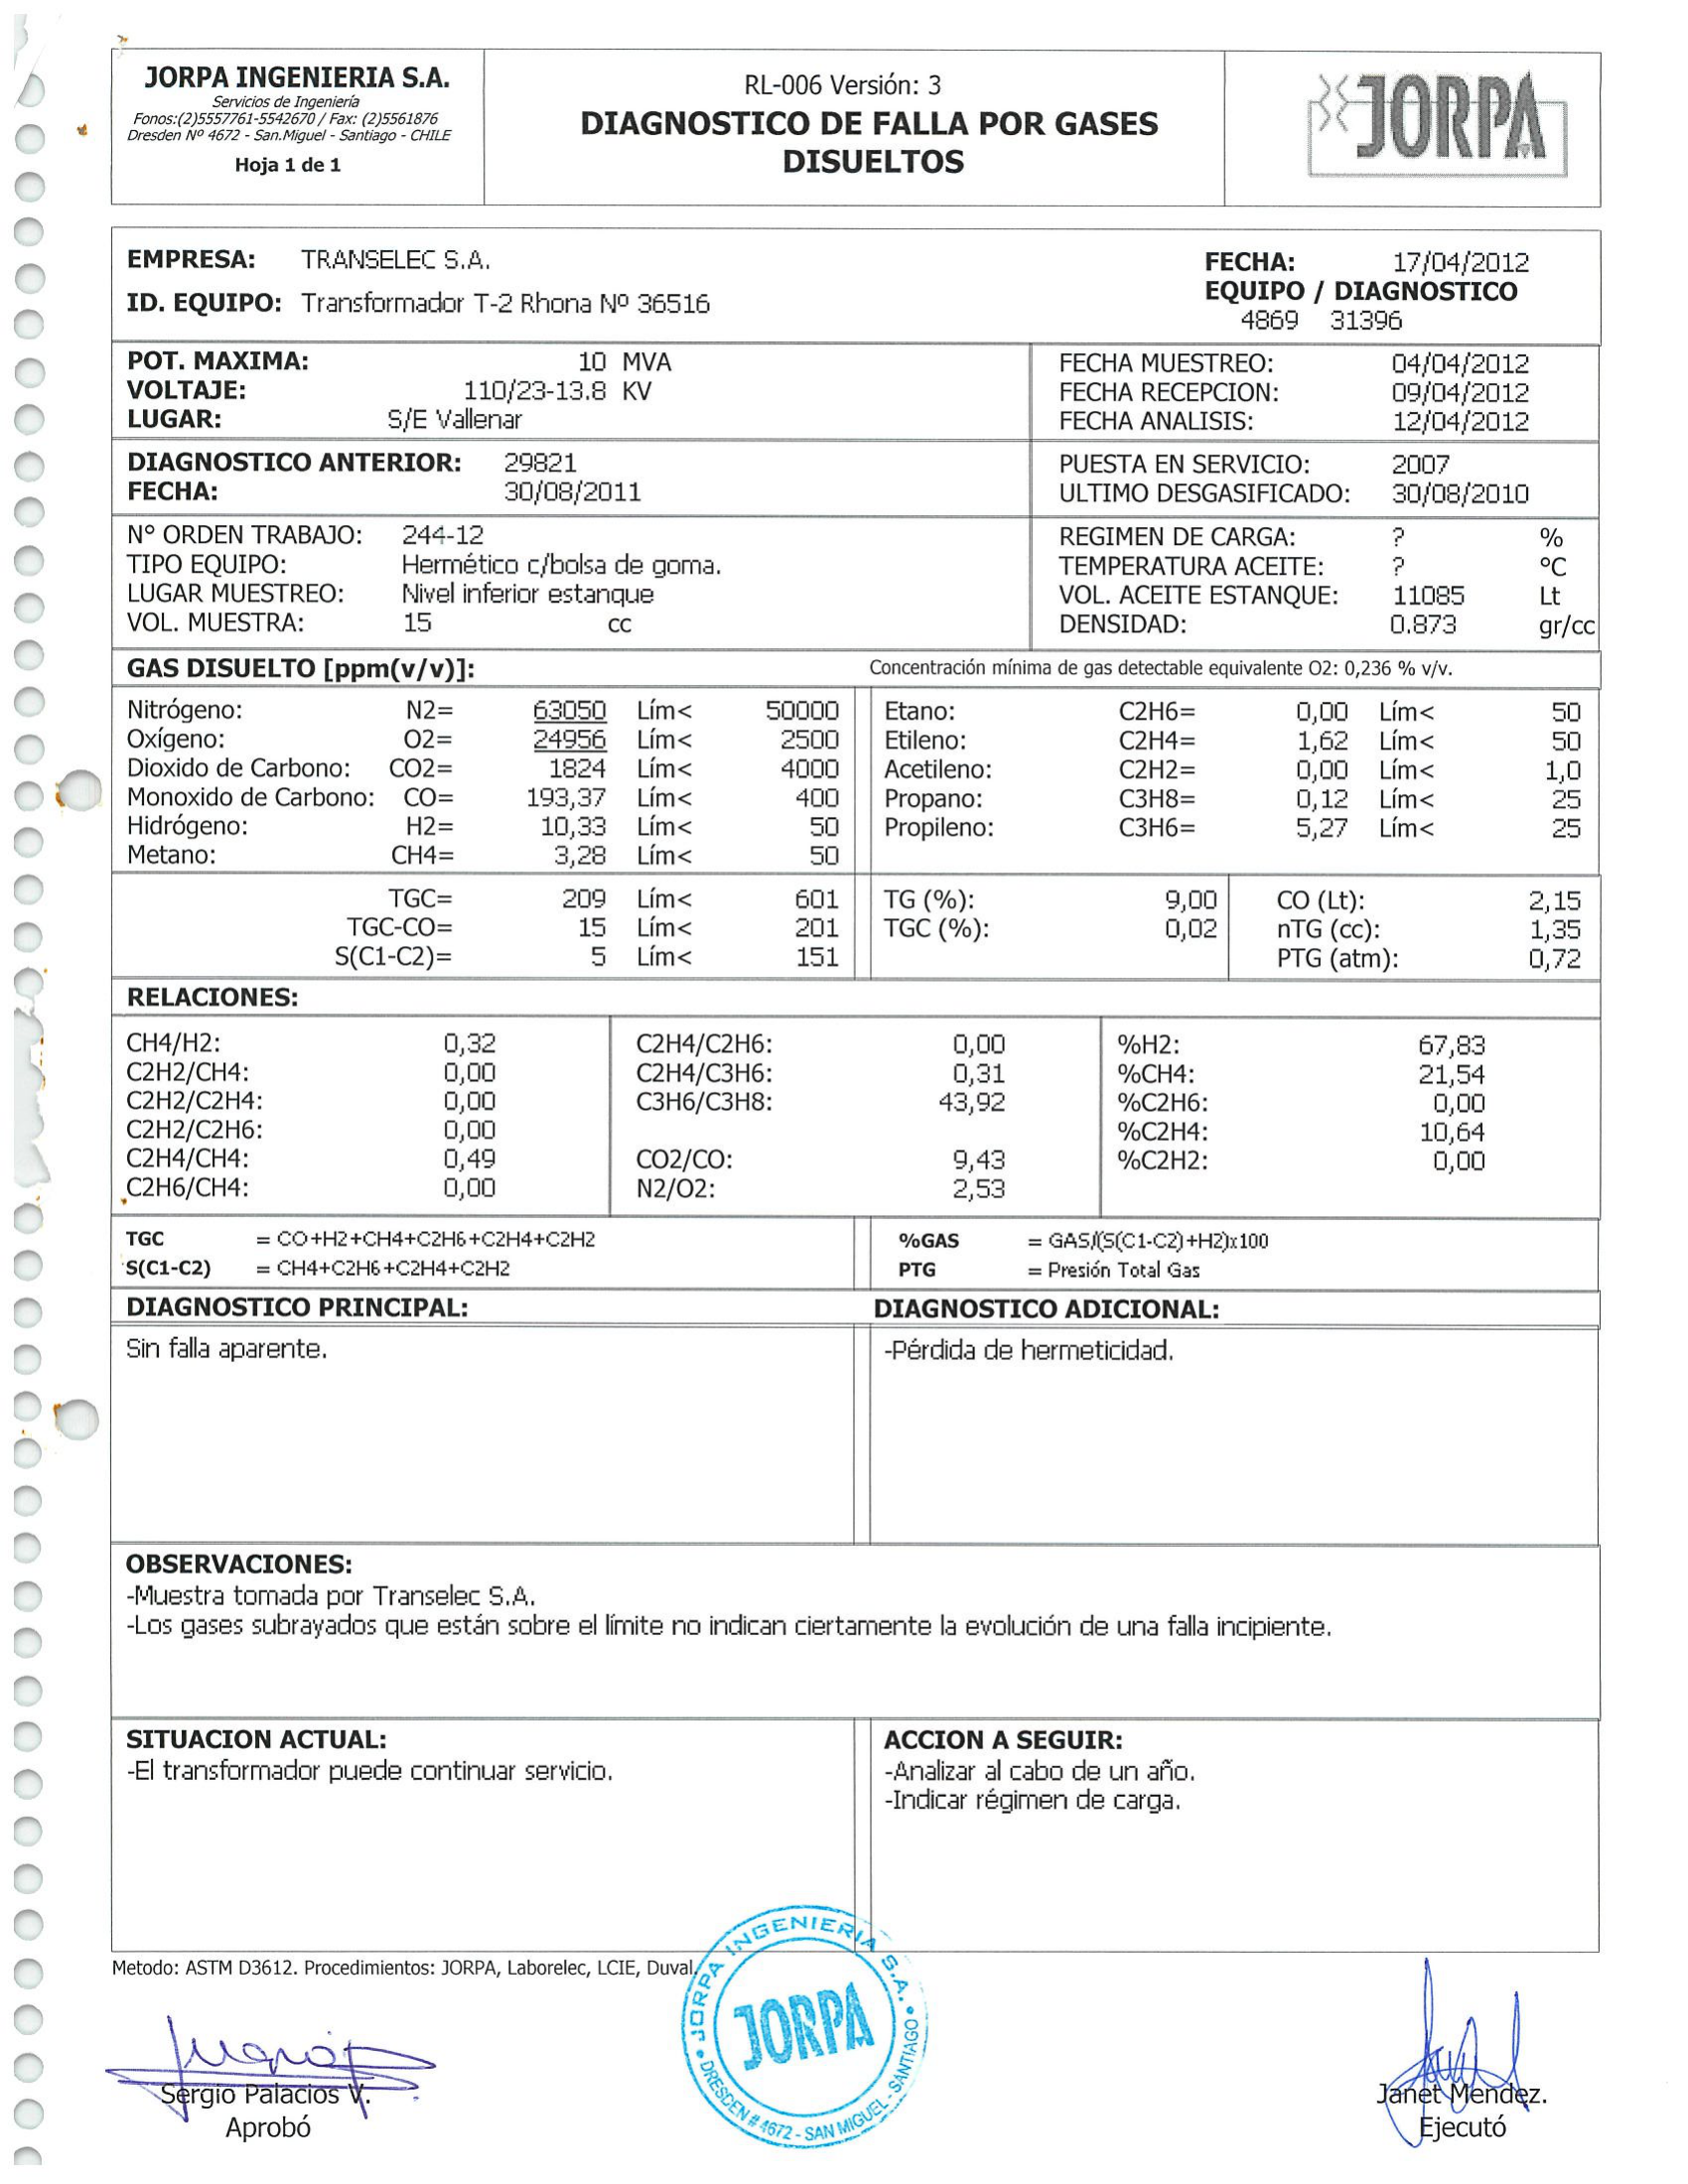 JORPA INGENIERIA S.A.
Servicios de Ingeniería
Fonos:(2)5557761-5542670 / Fax: (2)5561876
Dresden Nº 4672 - San.Miguel - Santiago - CHILE
Hoja 1 de 1
RL-006 Versión: 3
DIAGNOSTICO DE FALLA POR GASES
DISUELTOS
JORPA
EMPRESA: TRANSELEC S.A.
ID. EQUIPO: Transformador T-2 Rhona Nº 36516
FECHA: 17/04/2012
EQUIPO / DIAGNOSTICO
4869 31396
POT. MAXIMA: 10 MVA
VOLTAJE: 110/23-13.8 KV
LUGAR: S/E Vallenar
FECHA MUESTREO: 04/04/2012
FECHA RECEPCION: 09/04/2012
FECHA ANALISIS: 12/04/2012
DIAGNOSTICO ANTERIOR: 29821
FECHA: 30/08/2011
PUESTA EN SERVICIO: 2007
ULTIMO DESGASIFICADO: 30/08/2010
N° ORDEN TRABAJO: 244-12
TIPO EQUIPO: Hermético c/bolsa de goma.
LUGAR MUESTREO: Nivel inferior estanque
VOL. MUESTRA: 15 cc
REGIMEN DE CARGA: ? %
TEMPERATURA ACEITE: ? °C
VOL. ACEITE ESTANQUE: 11085 Lt
DENSIDAD: 0.873 gr/cc
GAS DISUELTO [ppm(v/v)]: Concentración mínima de gas detectable equivalente O2: 0,236 % v/v.
Nitrógeno: N2= 63050 Lím< 50000
Oxígeno: O2= 24956 Lím< 2500
Dioxido de Carbono: CO2= 1824 Lím< 4000
Monoxido de Carbono: CO= 193,37 Lím< 400
Hidrógeno: H2= 10,33 Lím< 50
Metano: CH4= 3,28 Lím< 50
Etano: C2H6= 0,00 Lím< 50
Etileno: C2H4= 1,62 Lím< 50
Acetileno: C2H2= 0,00 Lím< 1,0
Propano: C3H8= 0,12 Lím< 25
Propileno: C3H6= 5,27 Lím< 25
TGC= 209 Lím< 601
TGC-CO= 15 Lím< 201
S(C1-C2)= 5 Lím< 151
TG (%): 9,00
TGC (%): 0,02
CO (Lt): 2,15
nTG (cc): 1,35
PTG (atm): 0,72
RELACIONES:
CH4/H2: 0,32
C2H2/CH4: 0,00
C2H2/C2H4: 0,00
C2H2/C2H6: 0,00
C2H4/CH4: 0,49
C2H6/CH4: 0,00
C2H4/C2H6: 0,00
C2H4/C3H6: 0,31
C3H6/C3H8: 43,92
CO2/CO: 9,43
N2/O2: 2,53
%H2: 67,83
%CH4: 21,54
%C2H6: 0,00
%C2H4: 10,64
%C2H2: 0,00
TGC = CO+H2+CH4+C2H6+C2H4+C2H2
S(C1-C2) = CH4+C2H6+C2H4+C2H2
%GAS = GAS/(S(C1-C2)+H2)x100
PTG = Presión Total Gas
DIAGNOSTICO PRINCIPAL:
Sin falla aparente.
DIAGNOSTICO ADICIONAL:
-Pérdida de hermeticidad.
OBSERVACIONES:
-Muestra tomada por Transelec S.A.
-Los gases subrayados que están sobre el límite no indican ciertamente la evolución de una falla incipiente.
SITUACION ACTUAL:
-El transformador puede continuar servicio.
ACCION A SEGUIR:
-Analizar al cabo de un año.
-Indicar régimen de carga.
Metodo: ASTM D3612. Procedimientos: JORPA, Laborelec, LCIE, Duval.
JORPA INGENIERIA S.A. • DRESDEN # 4672 - SAN MIGUEL - SANTIAGO •
JORPA
Sergio Palacios V.
Aprobó
Janet Mendez.
Ejecutó